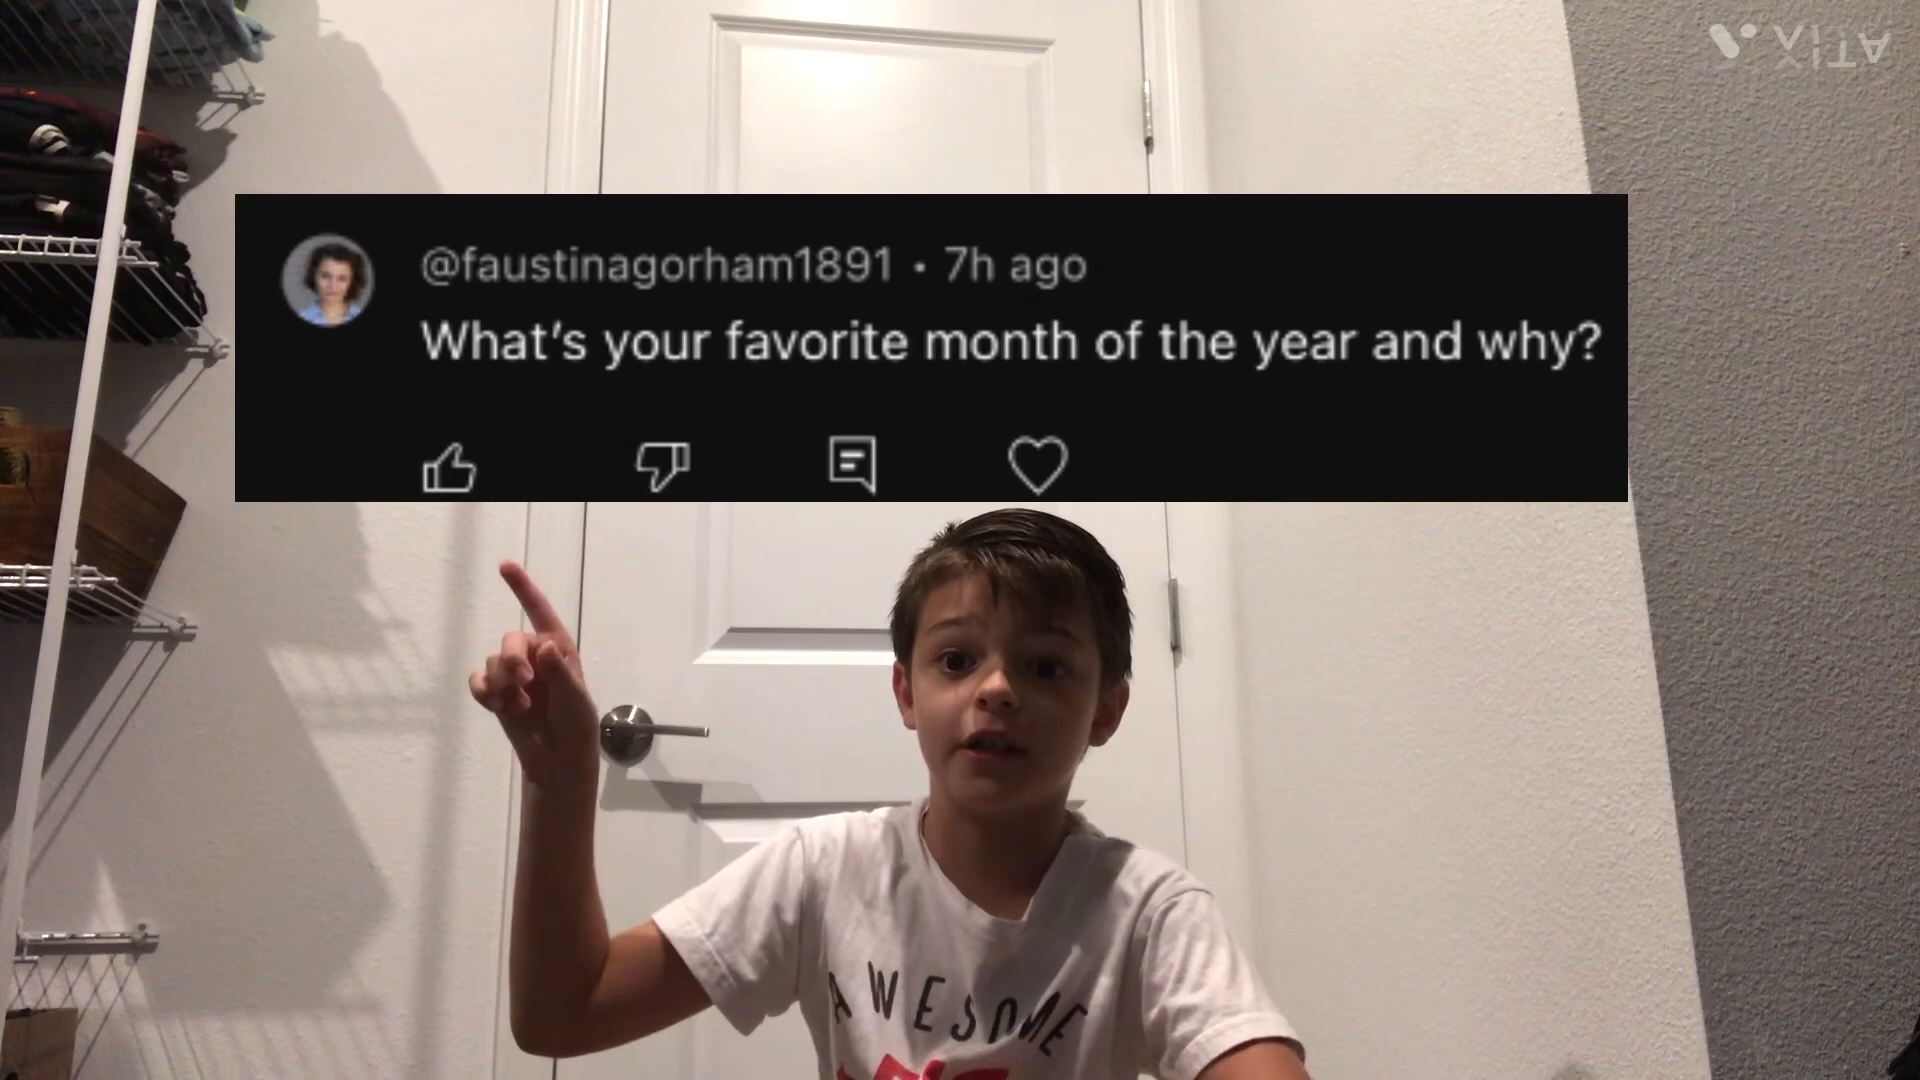 VITA
@faustinagorham1891 • 7h ago
What's your favorite month of the year and why?
AWESOME